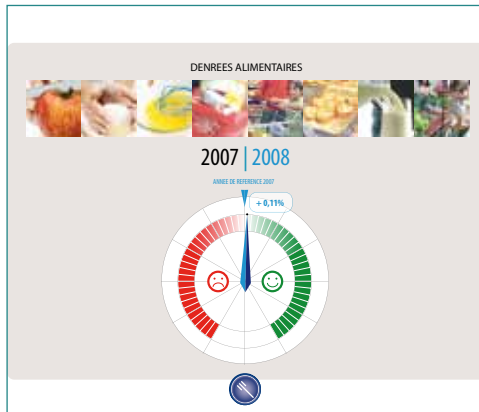 DENREES ALIMENTAIRES
2007 | 2008
ANNEE DE REFERENCE 2007
+ 0,11%